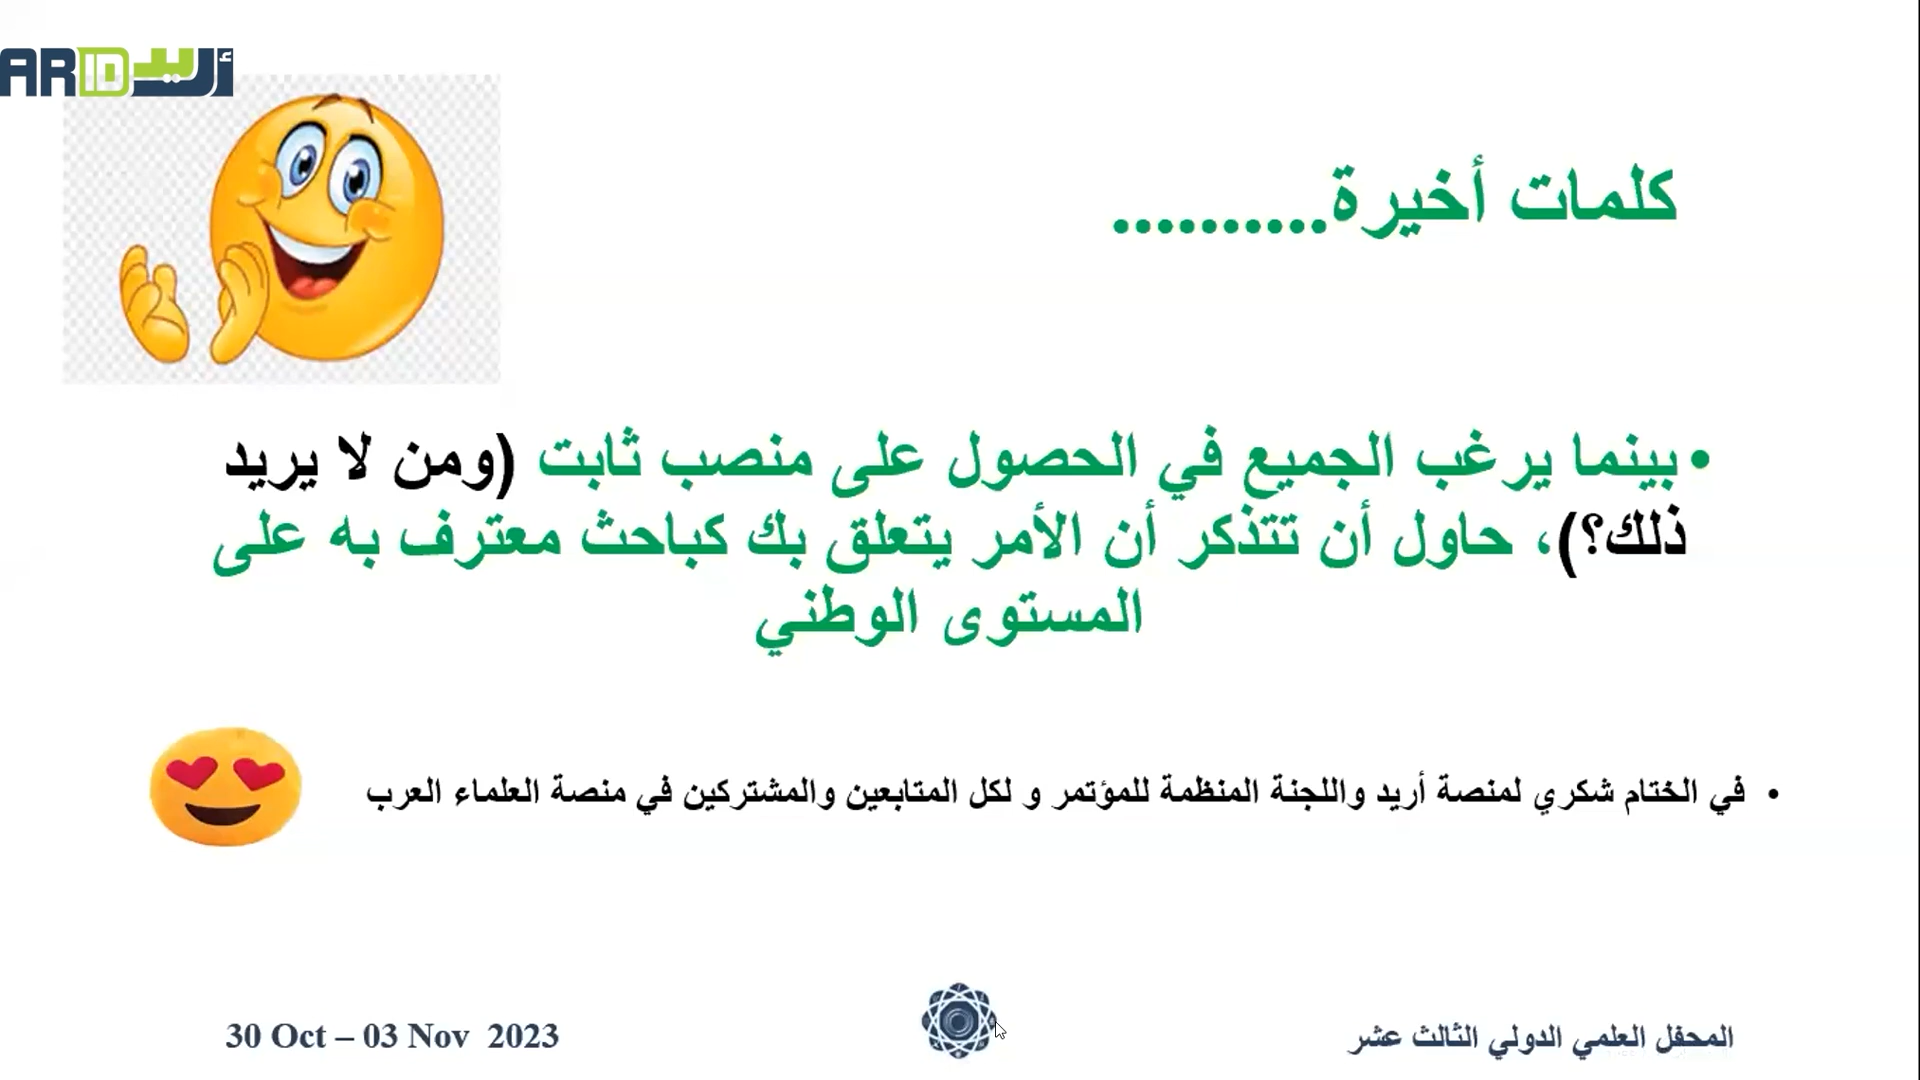 ARID أريد
كلمات أخيرة..........
• بينما يرغب الجميع في الحصول على منصب ثابت (ومن لا يريد
ذلك؟)، حاول أن تتذكر أن الأمر يتعلق بك كباحث معترف به على
المستوى الوطني
• في الختام شكري لمنصة أريد واللجنة المنظمة للمؤتمر و لكل المتابعين والمشتركين في منصة العلماء العرب
المحفل العلمي الدولي الثالث عشر
30 Oct – 03 Nov 2023